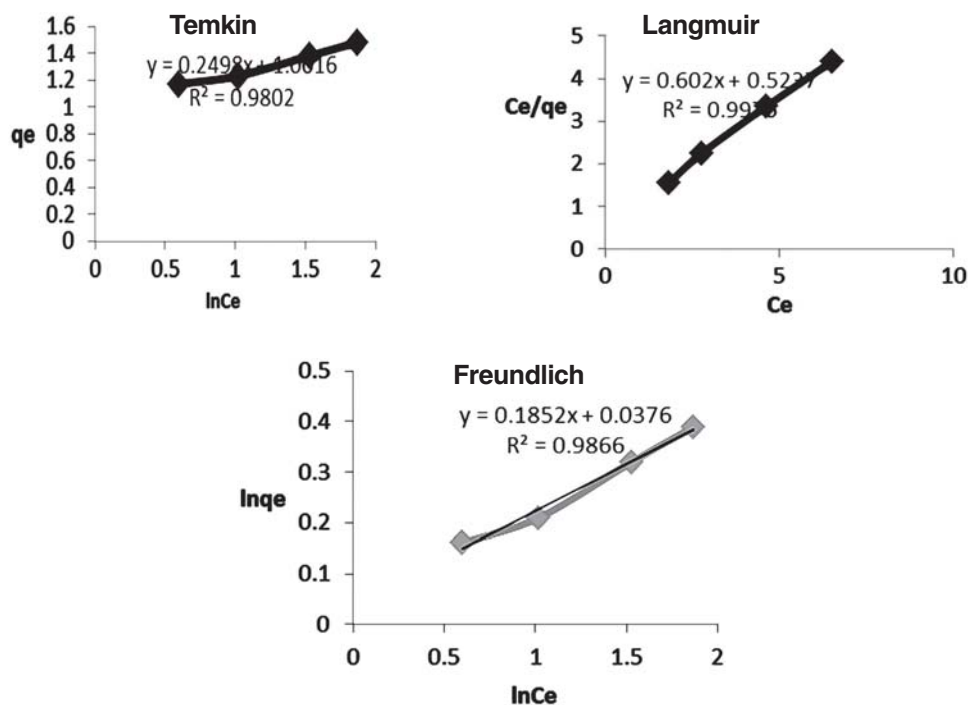 Temkin
1.6
1.4
1.2
1
0.8
0.6
0.4
0.2
0
qe
y = 0.2498x + 1.0016
R² = 0.9802
0
0.5
1
1.5
2
lnCe
Langmuir
5
4
3
2
1
0
Ce/qe
y = 0.602x +
R²
0
5
10
Ce
Freundlich
0.5
0.4
0.3
0.2
0.1
0
lnqe
y = 0.1852x + 0.0376
R² = 0.9866
0
0.5
1
1.5
2
lnCe